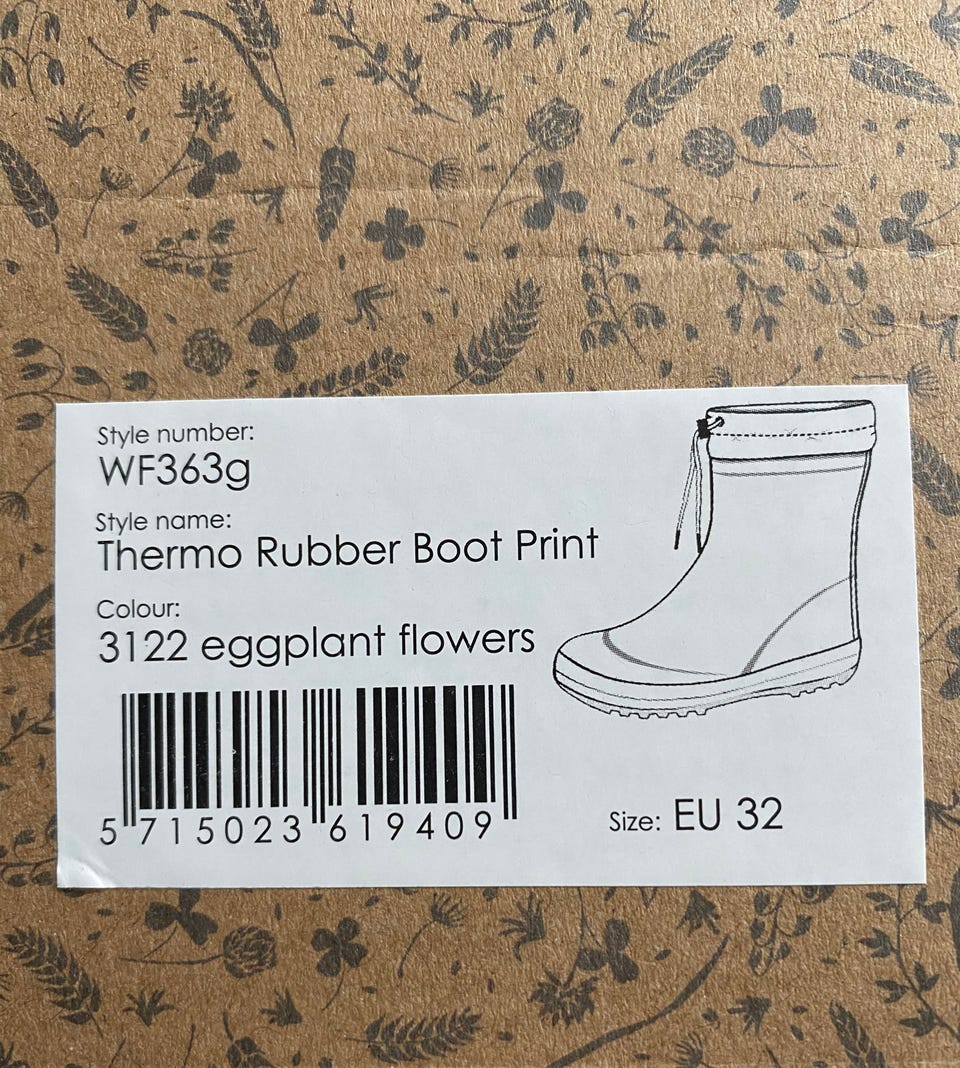 Style number:
WF363g
Style name:
Thermo Rubber Boot Print
Colour:
3122 eggplant flowers
5 715023 619409
Size: EU 32